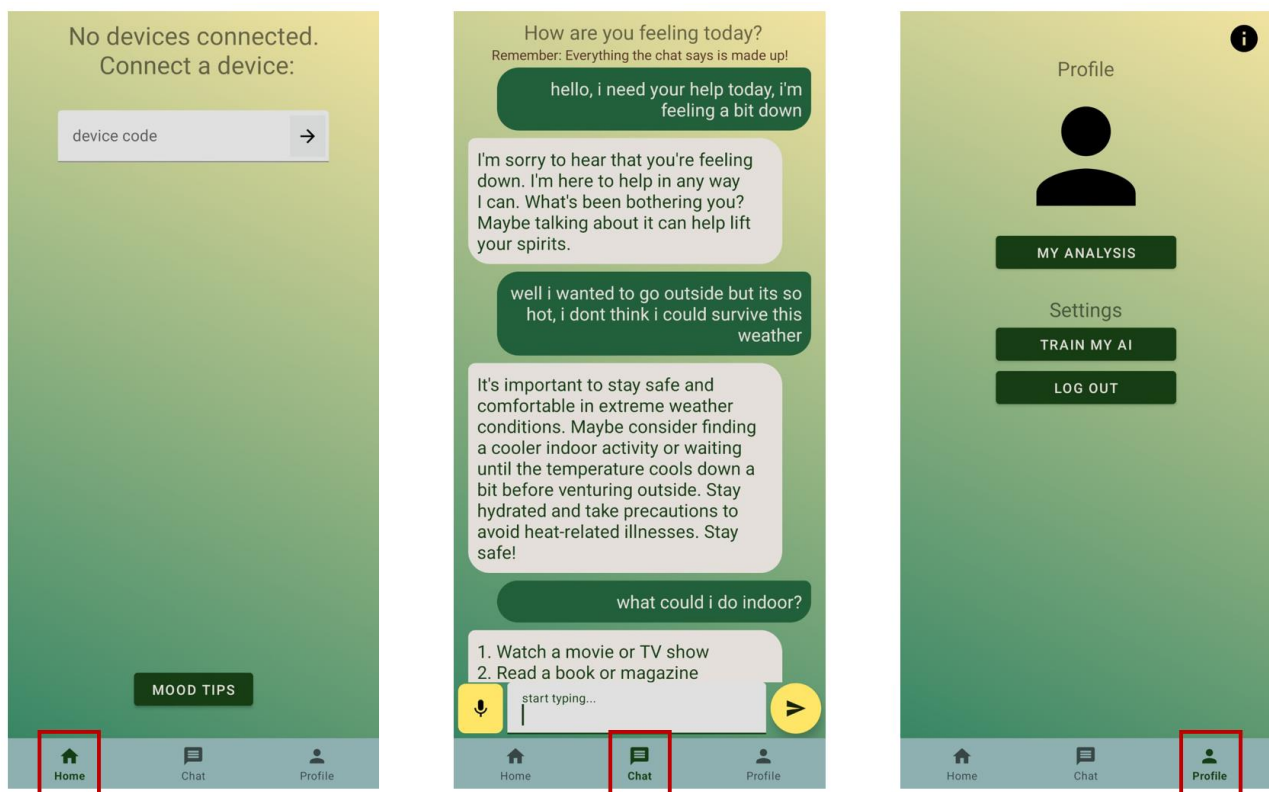 No devices connected.
Connect a device:
device code
MOOD TIPS
Home
Chat
Profile
How are you feeling today?
Remember: Everything the chat says is made up!
hello, i need your help today, i'm
feeling a bit down
I'm sorry to hear that you're feeling
down. I'm here to help in any way
I can. What's been bothering you?
Maybe talking about it can help lift
your spirits.
well i wanted to go outside but its so
hot, i dont think i could survive this
weather
It's important to stay safe and
comfortable in extreme weather
conditions. Maybe consider finding
a cooler indoor activity or waiting
until the temperature cools down a
bit before venturing outside. Stay
hydrated and take precautions to
avoid heat-related illnesses. Stay
safe!
what could i do indoor?
1. Watch a movie or TV show
2. Read a book or magazine
start typing...
Home
Chat
Profile
Profile
MY ANALYSIS
Settings
TRAIN MY AI
LOG OUT
Home
Chat
Profile